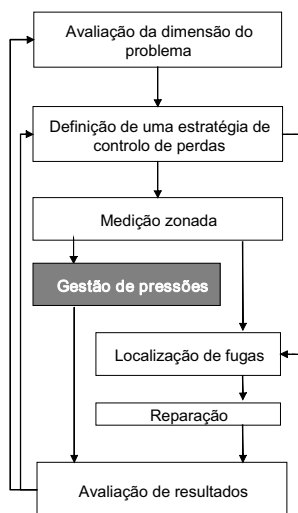 Avaliação da dimensão do
problema
Definição de uma estratégia de
controlo de perdas
Medição zonada
Gestão de pressões
Localização de fugas
Reparação
Avaliação de resultados